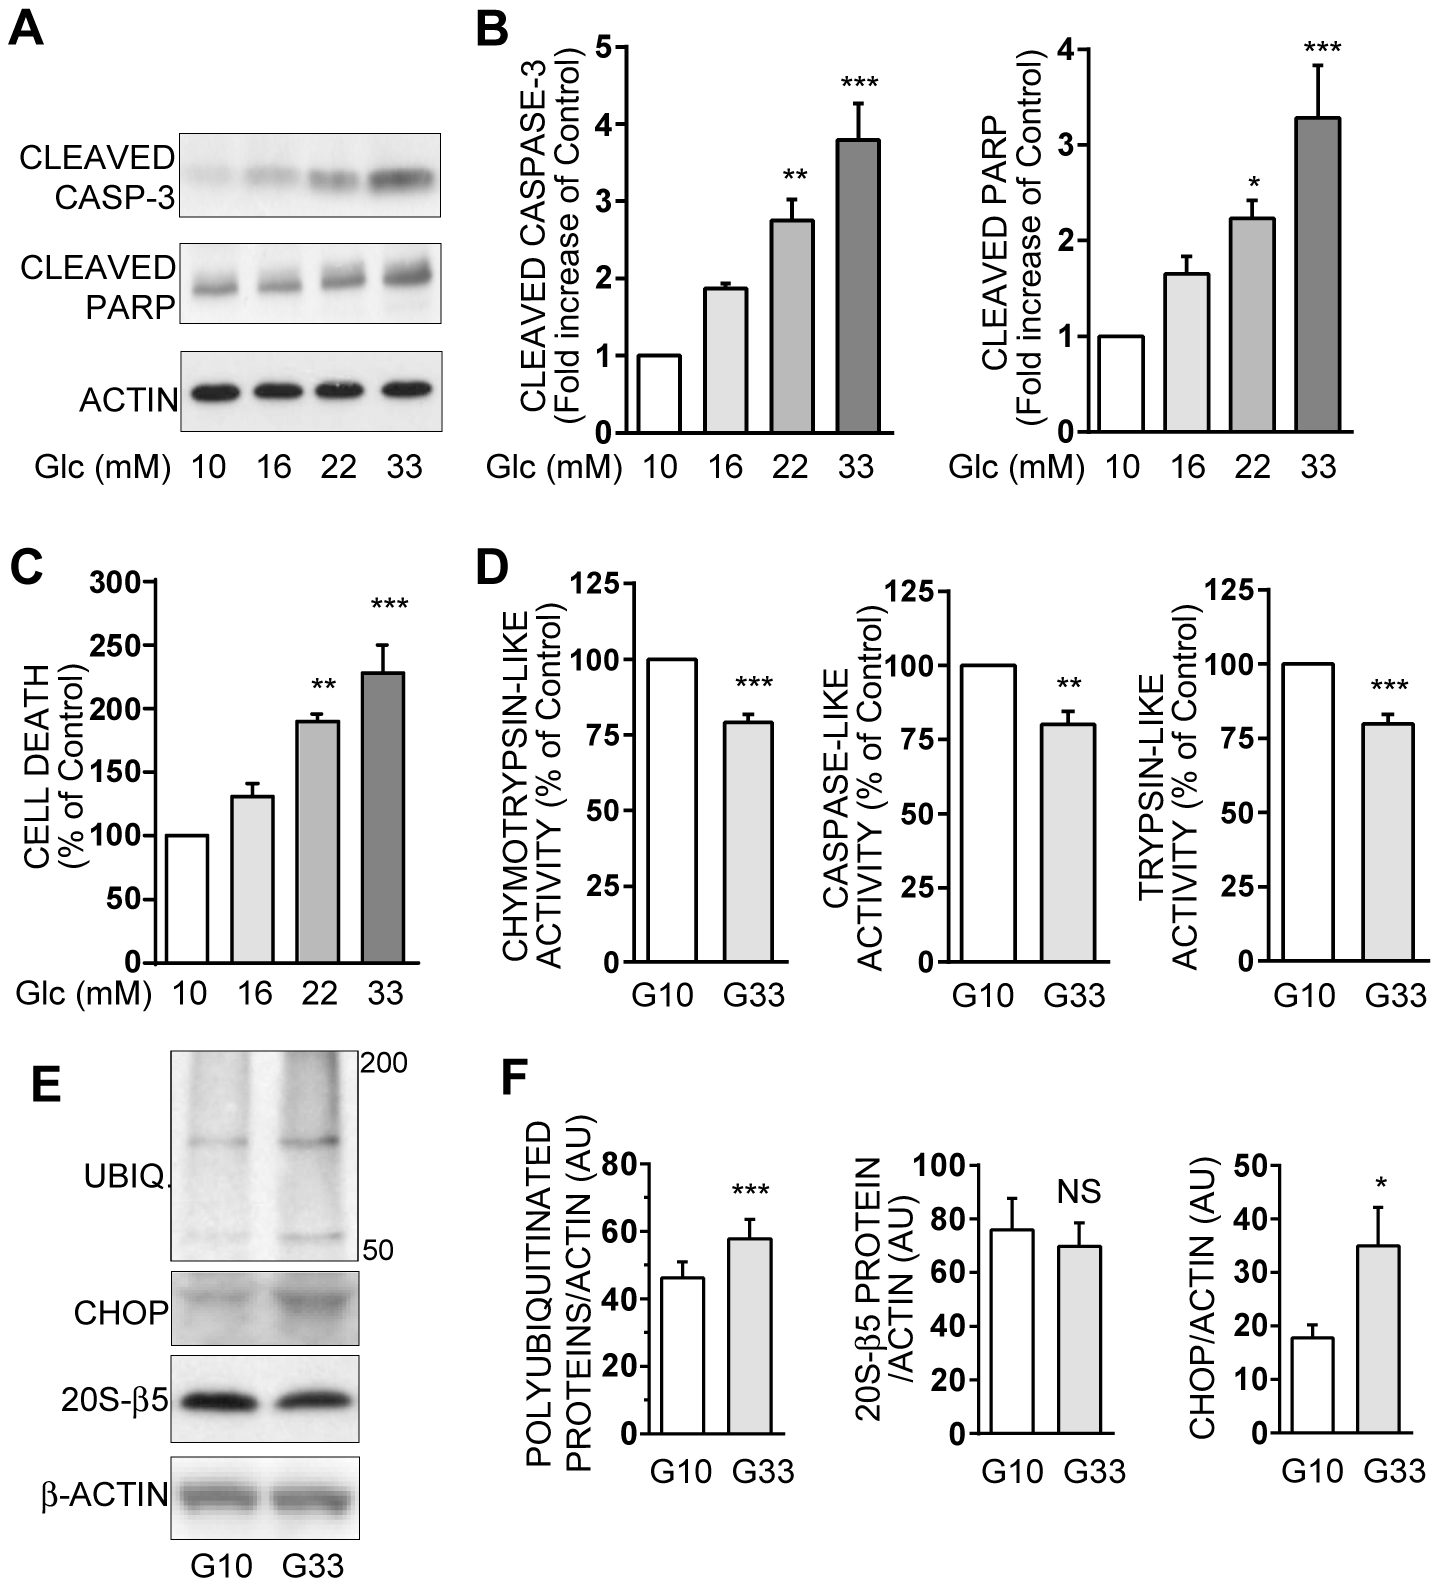 A
CLEAVED
CASP-3
CLEAVED
PARP
ACTIN
Glc (mM) 10 16 22 33
B
CLEAVED CASPASE-3
(Fold increase of Control)
5
4
3
2
1
0
**
***
Glc (mM) 10 16 22 33
CLEAVED PARP
(Fold increase of Control)
4
3
2
1
0
*
***
Glc (mM) 10 16 22 33
C
CELL DEATH
(% of Control)
300
250
200
150
100
50
0
**
***
Glc (mM) 10 16 22 33
D
CHYMOTRYPSIN-LIKE
ACTIVITY (% of Control)
125
100
75
50
25
0
***
G10 G33
CASPASE-LIKE
ACTIVITY (% of Control)
125
100
75
50
25
0
**
G10 G33
TRYPSIN-LIKE
ACTIVITY (% of Control)
125
100
75
50
25
0
***
G10 G33
E
200
UBIQ.
50
CHOP
20S-β5
β-ACTIN
G10 G33
F
POLYUBIQUITINATED
PROTEINS/ACTIN (AU)
80
60
40
20
0
***
G10 G33
20S-β5 PROTEIN
/ACTIN (AU)
100
80
60
40
20
0
NS
G10 G33
CHOP/ACTIN (AU)
50
40
30
20
10
0
*
G10 G33